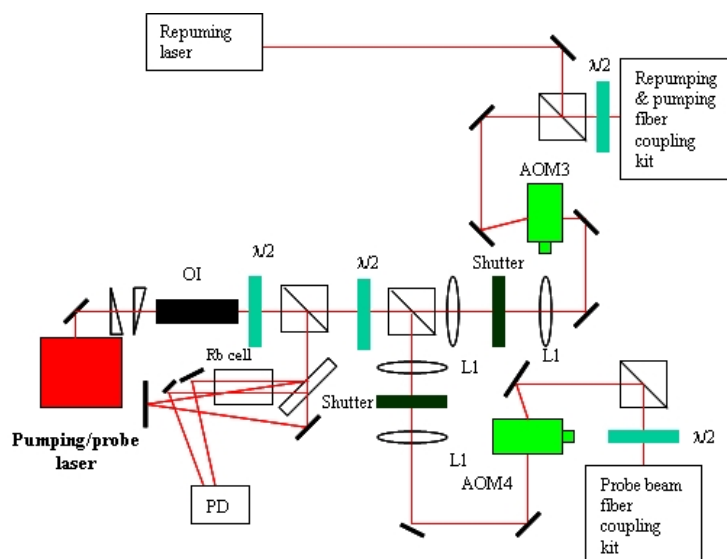 Repuming
laser
λ/2
Repumping
& pumping
fiber
coupling
kit
AOM3
Shutter
λ/2
λ/2
OI
L1
L1
Rb cell
Shutter
L1
Pumping/probe
laser
AOM4
λ/2
PD
Probe beam
fiber
coupling
kit